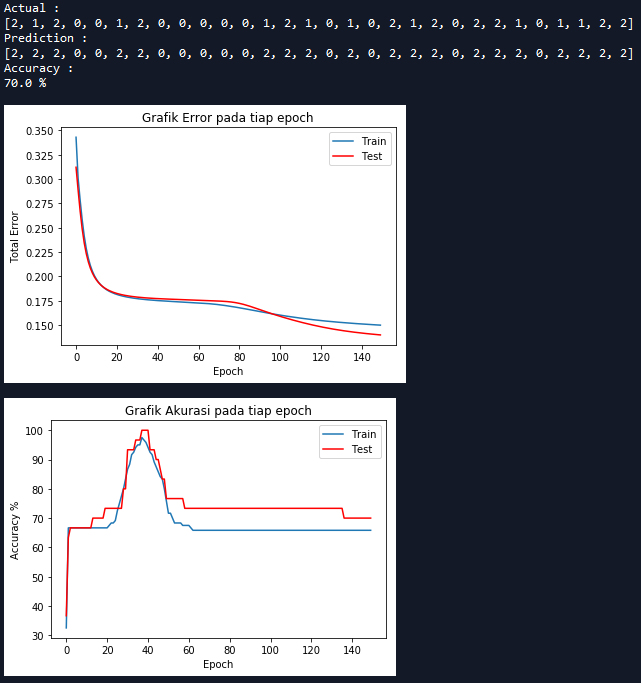 Actual :
[2, 1, 2, 0, 0, 1, 2, 0, 0, 0, 0, 0, 1, 2, 1, 0, 1, 0, 2, 1, 2, 0, 2, 2, 1, 0, 1, 1, 2, 2]
Prediction :
[2, 2, 2, 0, 0, 2, 2, 0, 0, 0, 0, 0, 2, 2, 2, 0, 2, 0, 2, 2, 2, 0, 2, 2, 2, 0, 2, 2, 2, 2]
Accuracy :
70.0 %
Grafik Error pada tiap epoch
Train
Test
0.350
0.325
0.300
0.275
0.250
0.225
0.200
0.175
0.150
Total Error
0 20 40 60 80 100 120 140
Epoch
Grafik Akurasi pada tiap epoch
Train
Test
100
90
80
70
60
50
40
30
Accuracy %
0 20 40 60 80 100 120 140
Epoch